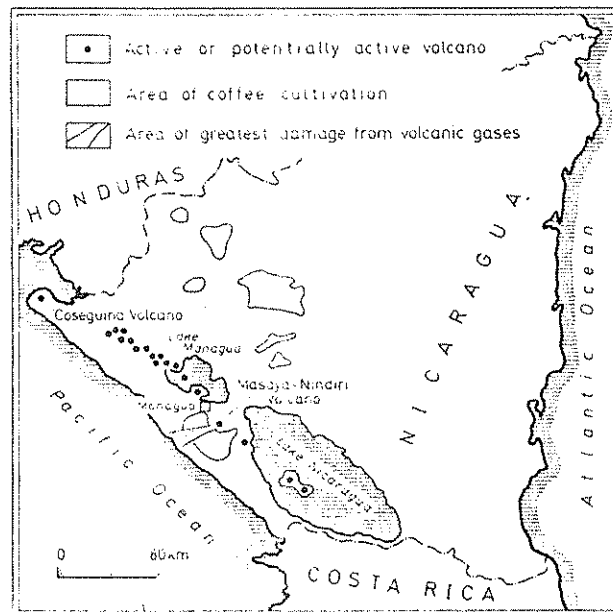 Active or potentially active volcano
Area of coffee cultivation
Area of greatest damage from volcanic gases
HONDURAS
NICARAGUA
Atlantic Ocean
Coseguina Volcano
Lake
Managua
Masaya-Nindiri
Volcano
Managua
Lake Nicaragua
Pacific Ocean
0 80km
COSTA RICA